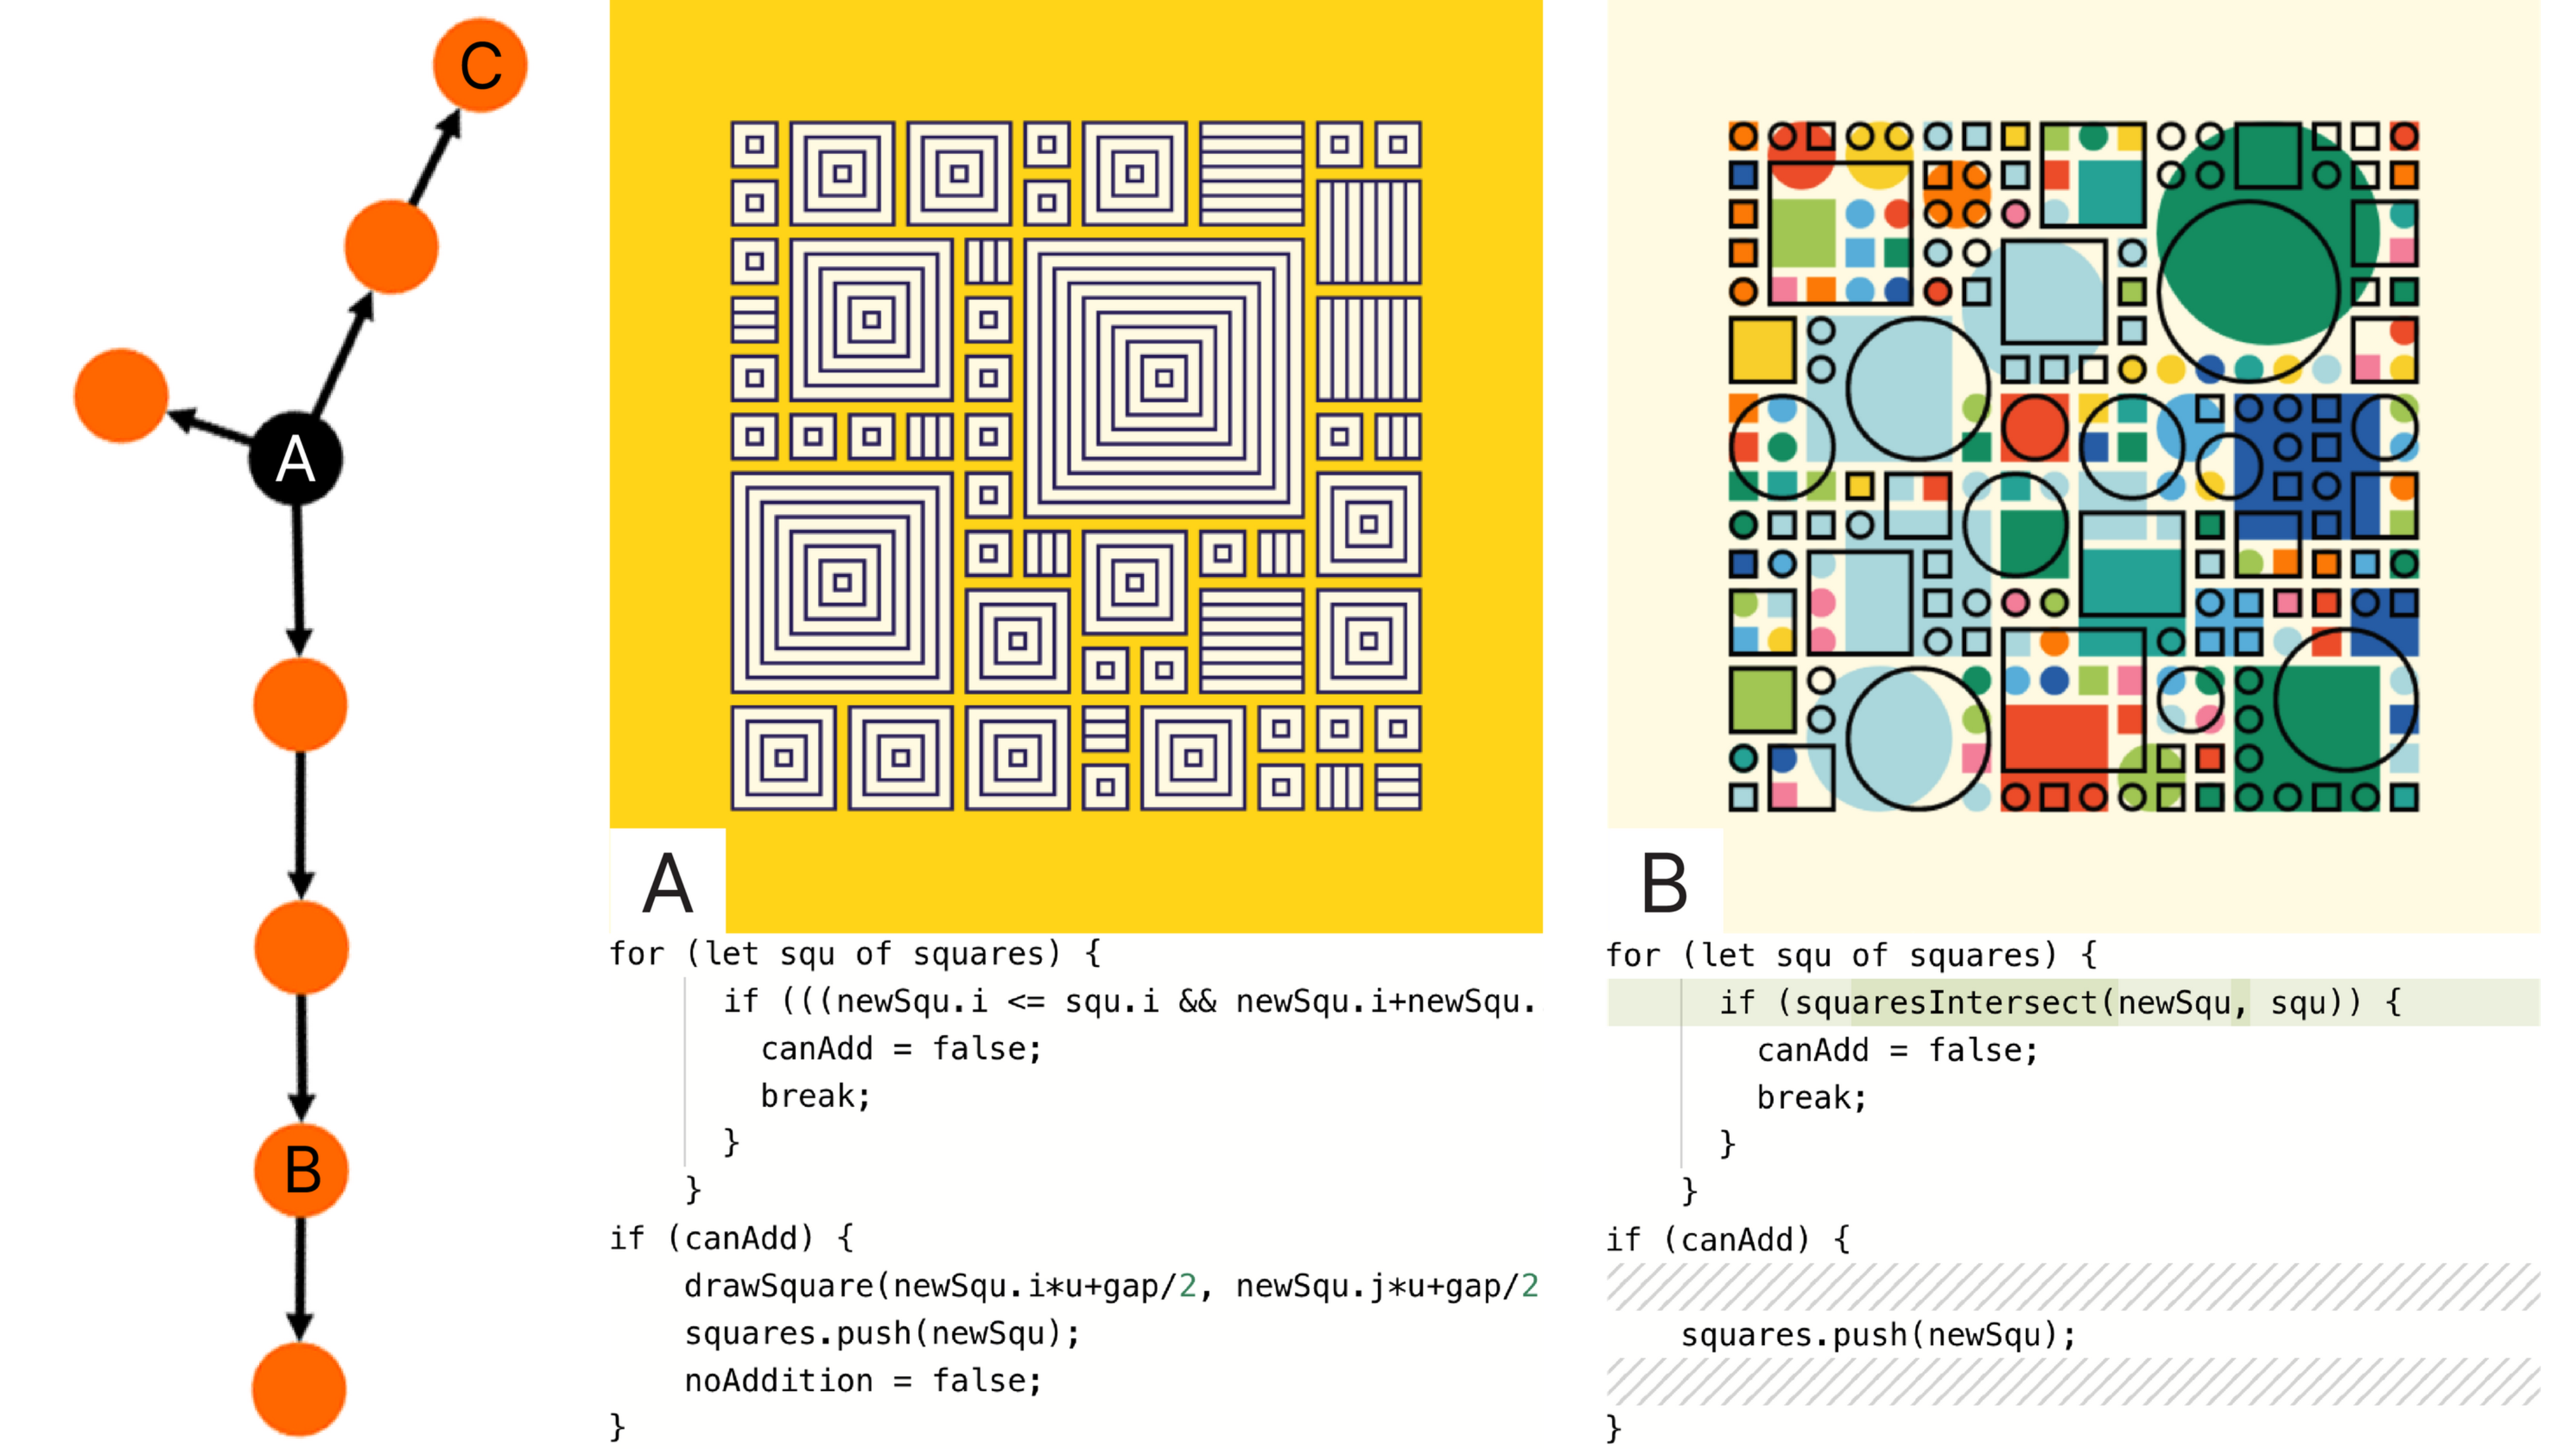 C
A
B
A
for (let squ of squares) {
if (((newSqu.i <= squ.i && newSqu.i+newSqu.
canAdd = false;
break;
}
}
if (canAdd) {
drawSquare(newSqu.i*u+gap/2, newSqu.j*u+gap/2
squares.push(newSqu);
noAddition = false;
}
B
for (let squ of squares) {
if (squaresIntersect(newSqu, squ)) {
canAdd = false;
break;
}
}
if (canAdd) {
squares.push(newSqu);
}